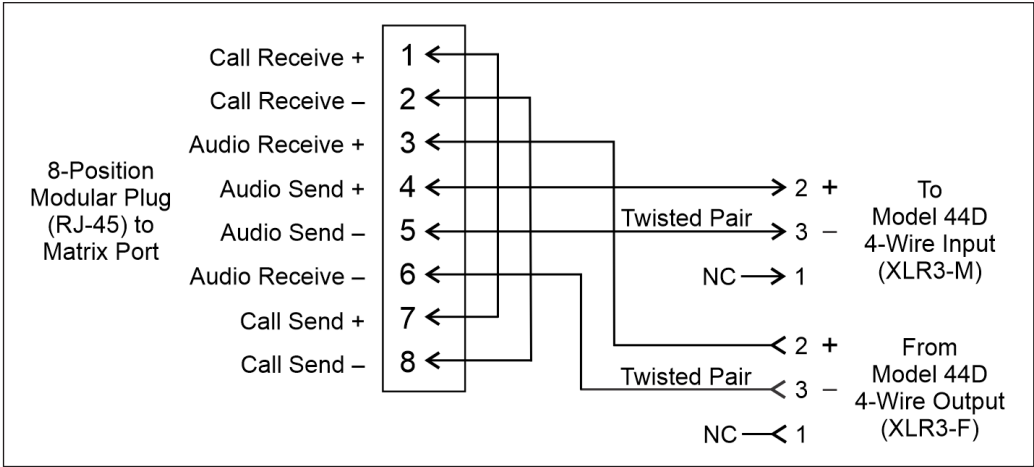 8-Position
Modular Plug
(RJ-45) to
Matrix Port
Call Receive + 1
Call Receive – 2
Audio Receive + 3
Audio Send + 4
Audio Send – 5
Audio Receive – 6
Call Send + 7
Call Send – 8
2 +
Twisted Pair
3 –
NC 1
To
Model 44D
4-Wire Input
(XLR3-M)
2 +
Twisted Pair
3 –
NC 1
From
Model 44D
4-Wire Output
(XLR3-F)